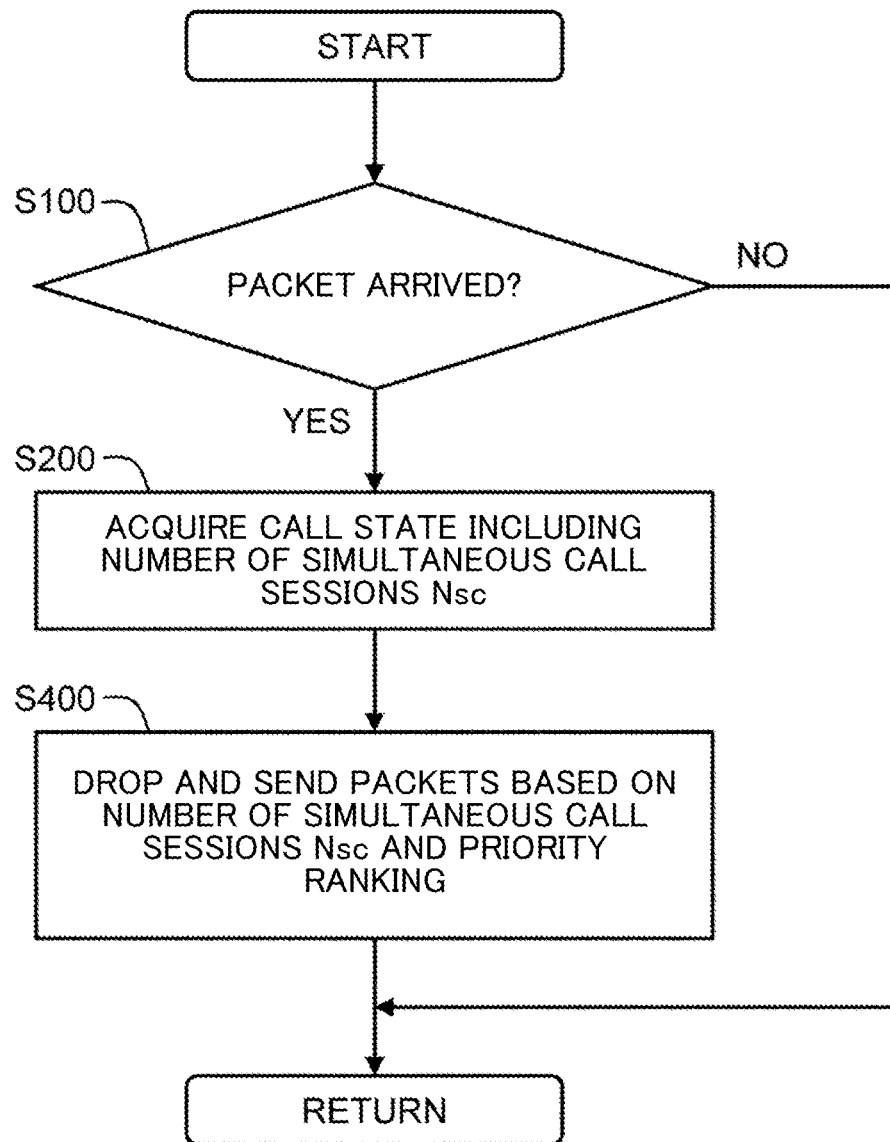 START
S100
PACKET ARRIVED?
NO
YES
S200
ACQUIRE CALL STATE INCLUDING
NUMBER OF SIMULTANEOUS CALL
SESSIONS Nsc
S400
DROP AND SEND PACKETS BASED ON
NUMBER OF SIMULTANEOUS CALL
SESSIONS Nsc AND PRIORITY
RANKING
RETURN